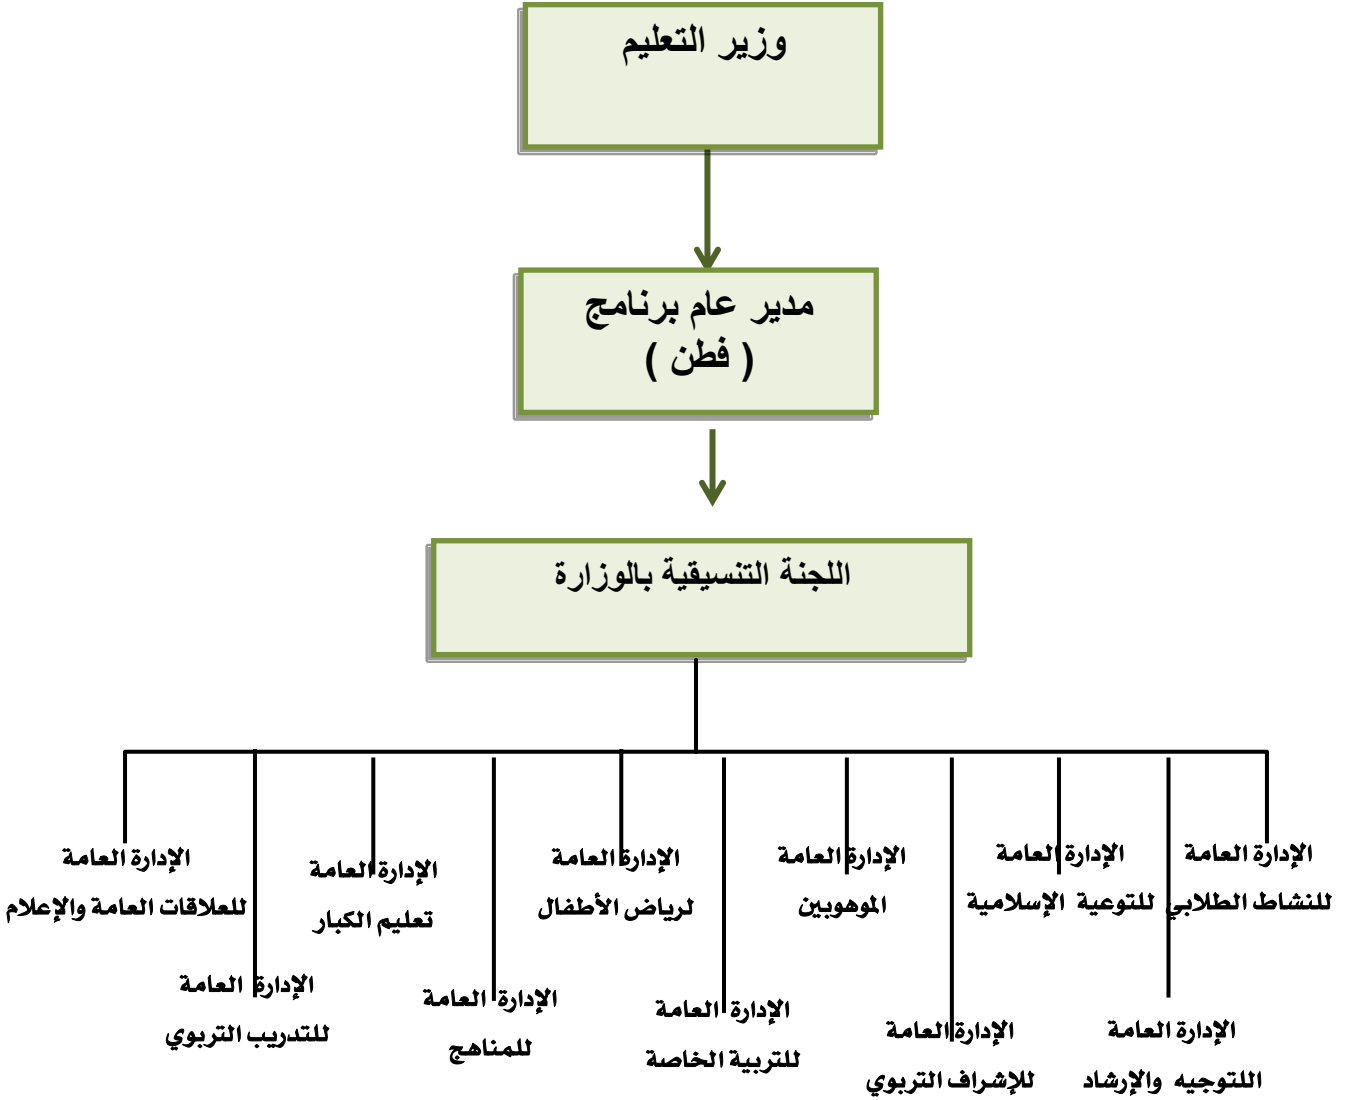 وزير التعليم
مدير عام برنامج
( فطن )
اللجنة التنسيقية بالوزارة
الإدارة العامة
للنشاط الطلابي
الإدارة العامة
للتوعية الإسلامية
الإدارة العامة
الموهوبين
الإدارة العامة
لرياض الأطفال
الإدارة العامة
تعليم الكبار
الإدارة العامة
للعلاقات العامة والإعلام
الإدارة العامة
اللتوجيه والإرشاد
الإدارة العامة
للإشراف التربوي
الإدارة العامة
للتربية الخاصة
الإدارة العامة
للمناهج
الإدارة العامة
للتدريب التربوي